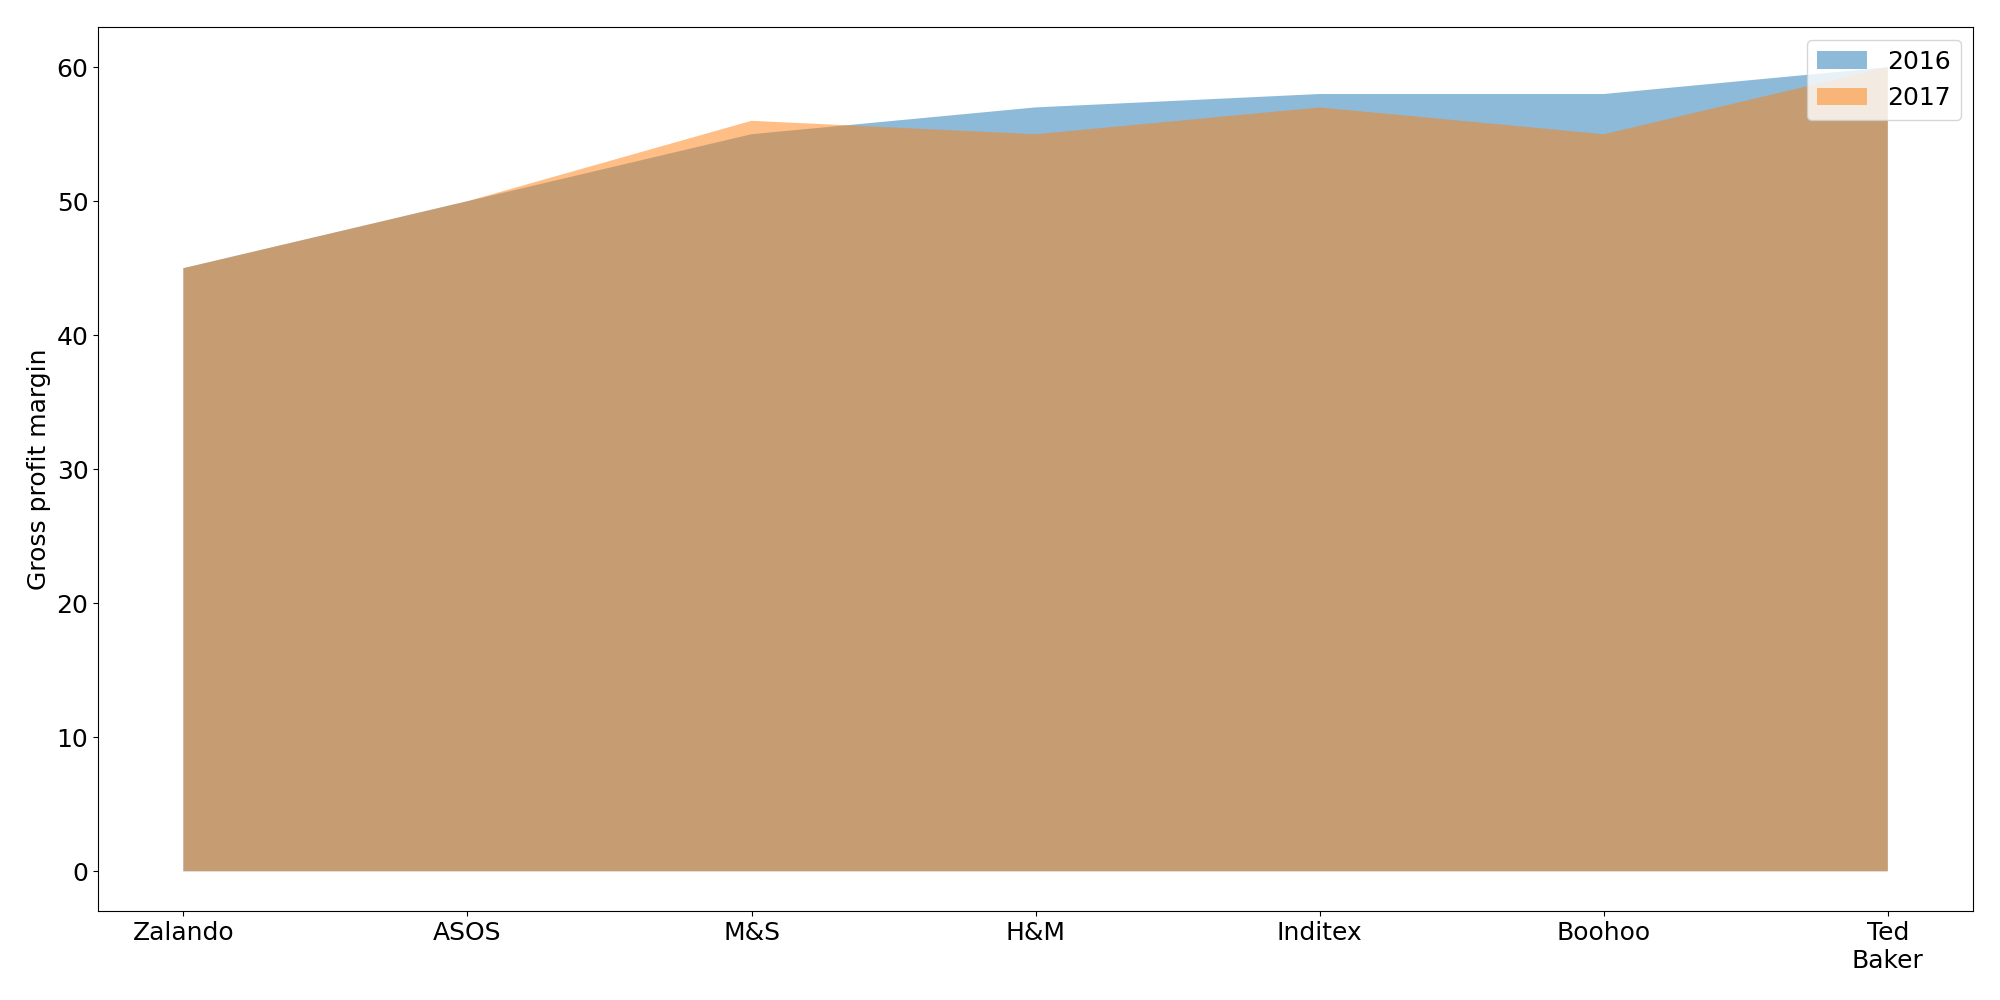 2016
2017
60
50
40
30
20
10
0
Gross profit margin
Zalando
ASOS
M&S
H&M
Inditex
Boohoo
Ted
Baker